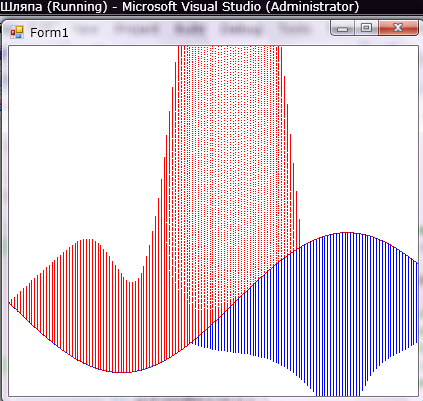 Шляпа (Running) - Microsoft Visual Studio (Administrator)
Form1